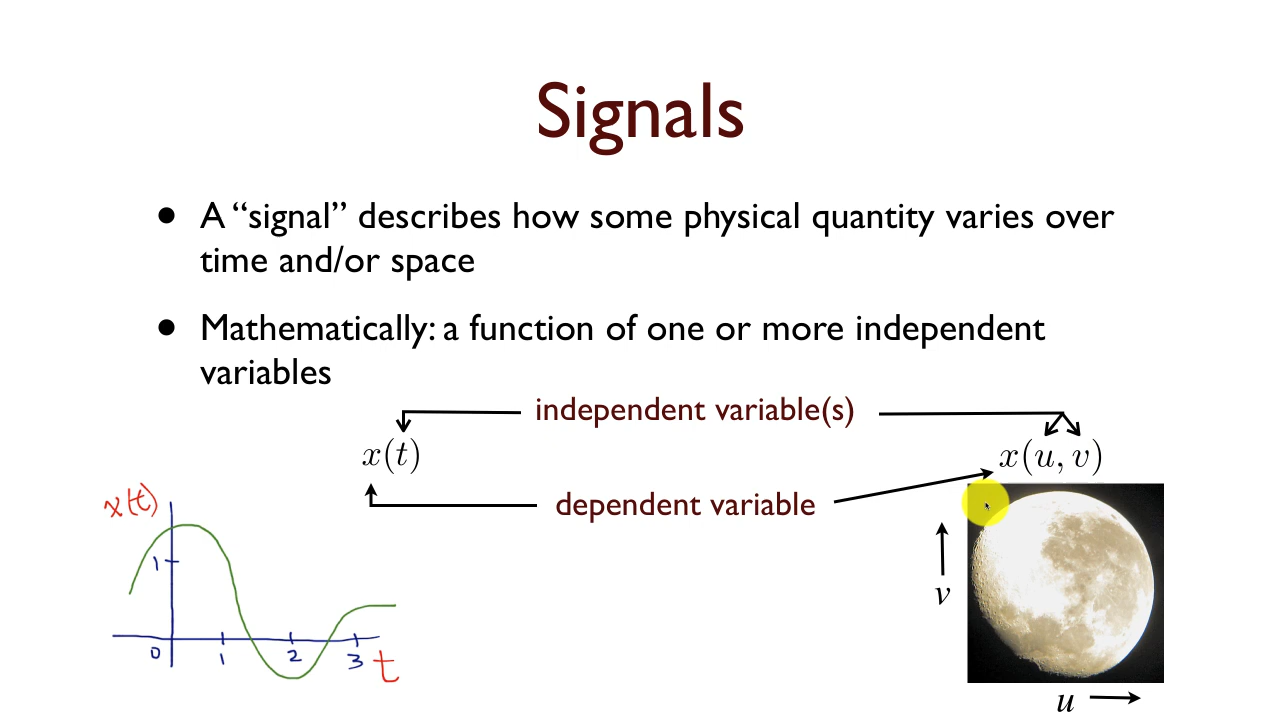 Signals
• A “signal” describes how some physical quantity varies over
time and/or space
• Mathematically: a function of one or more independent
variables
independent variable(s)
x(t)
x(u, v)
dependent variable
x(t)
1
0 1 2 3 t
v
u